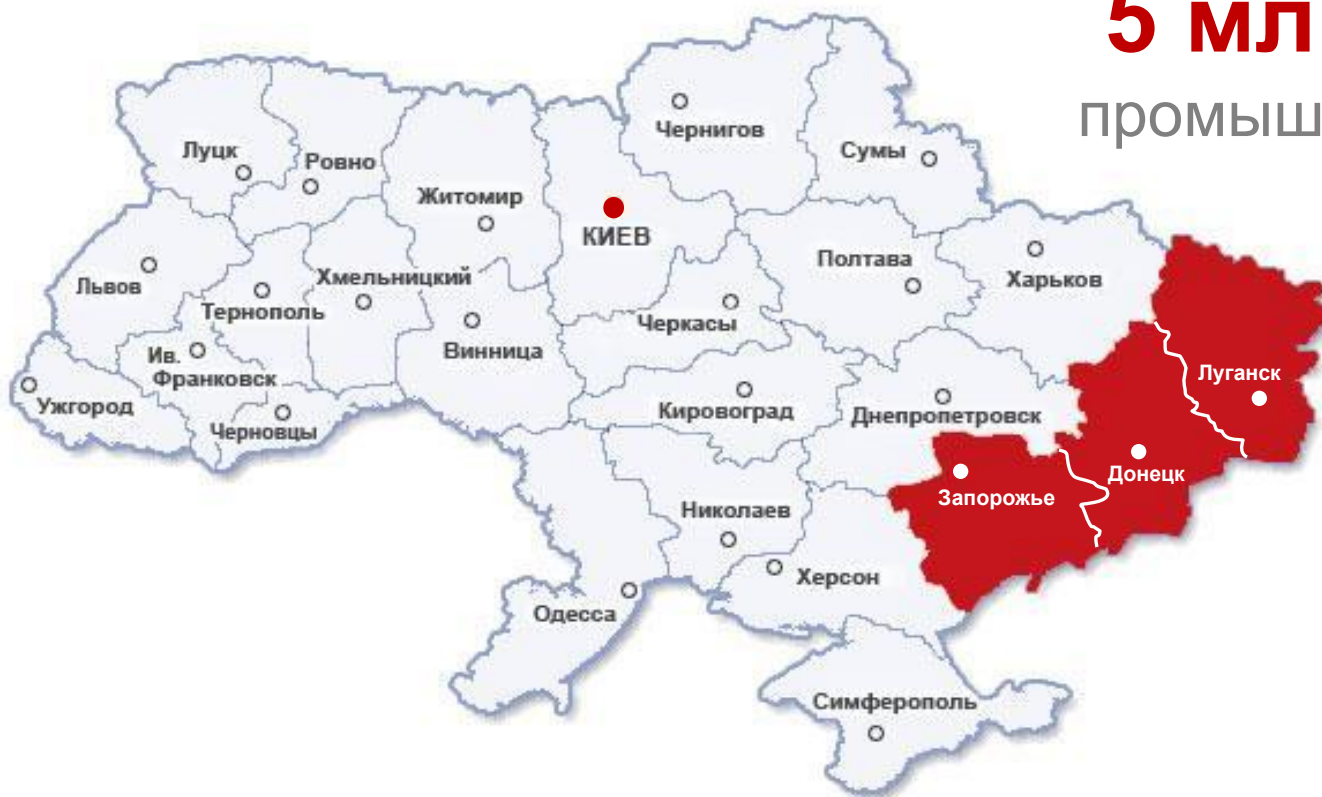 5 мл
промыш
Чернигов
Луцк
Ровно
Сумы
Житомир
КИЕВ
Полтава
Харьков
Львов
Хмельницкий
Тернополь
Черкасы
Винница
Ив.
Франковск
Луганск
Ужгород
Кировоград
Днепропетровск
Черновцы
Донецк
Запорожье
Николаев
Херсон
Одесса
Симферополь